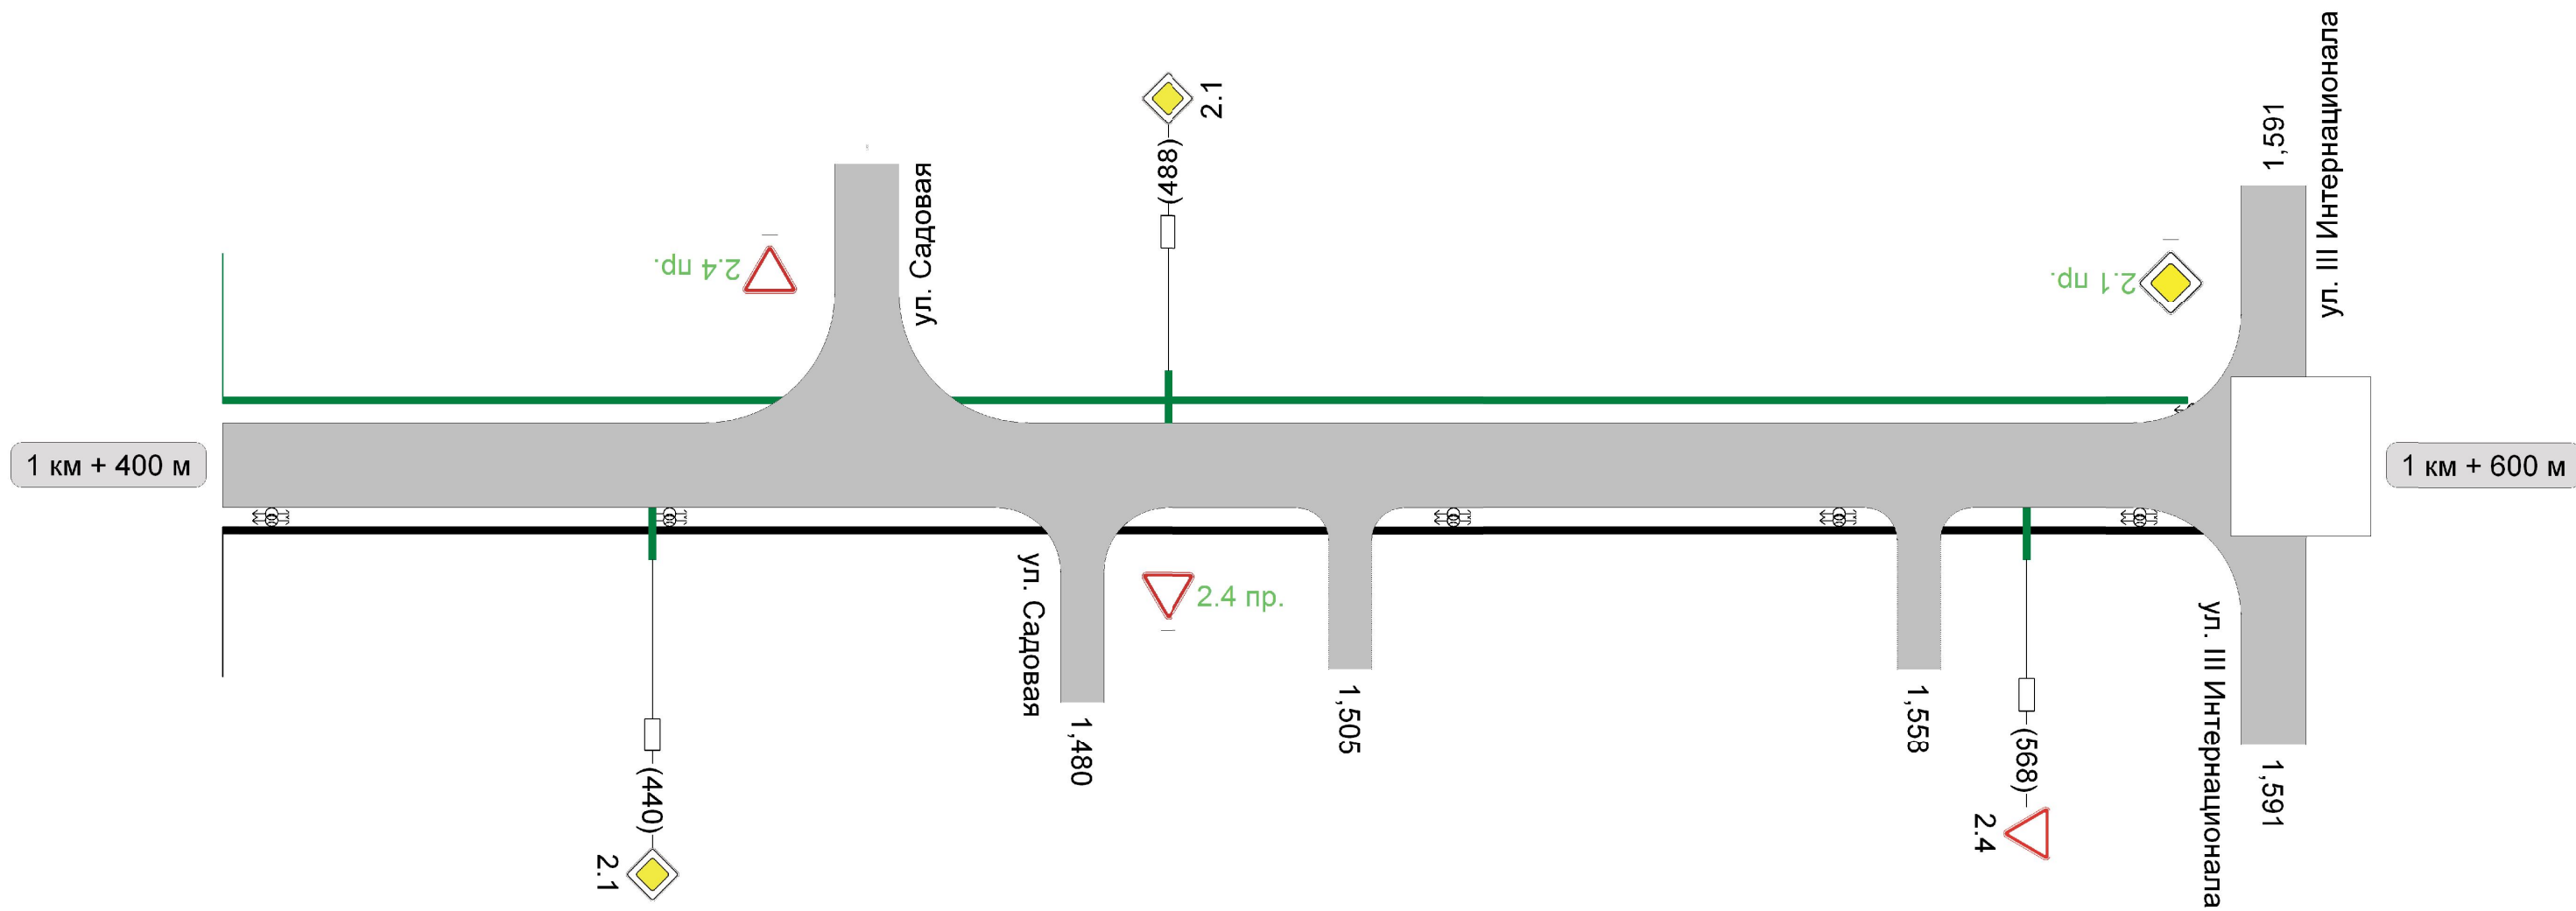 ул. III Интернационала
1,591
2.1
(488)
ул. Садовая
2.4 пр.
2.1 пр.
1 км + 400 м
1 км + 600 м
ул. Садовая
1,480
2.4 пр.
1,505
1,558
(440)
2.1
(568)
2.4
ул. III Интернационала
1,591